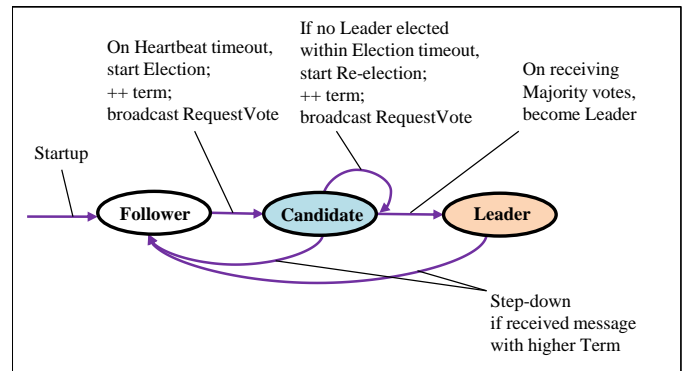 On Heartbeat timeout,
start Election;
++ term;
broadcast RequestVote
If no Leader elected
within Election timeout,
start Re-election;
++ term;
broadcast RequestVote
On receiving
Majority votes,
become Leader
Startup
Follower
Candidate
Leader
Step-down
if received message
with higher Term